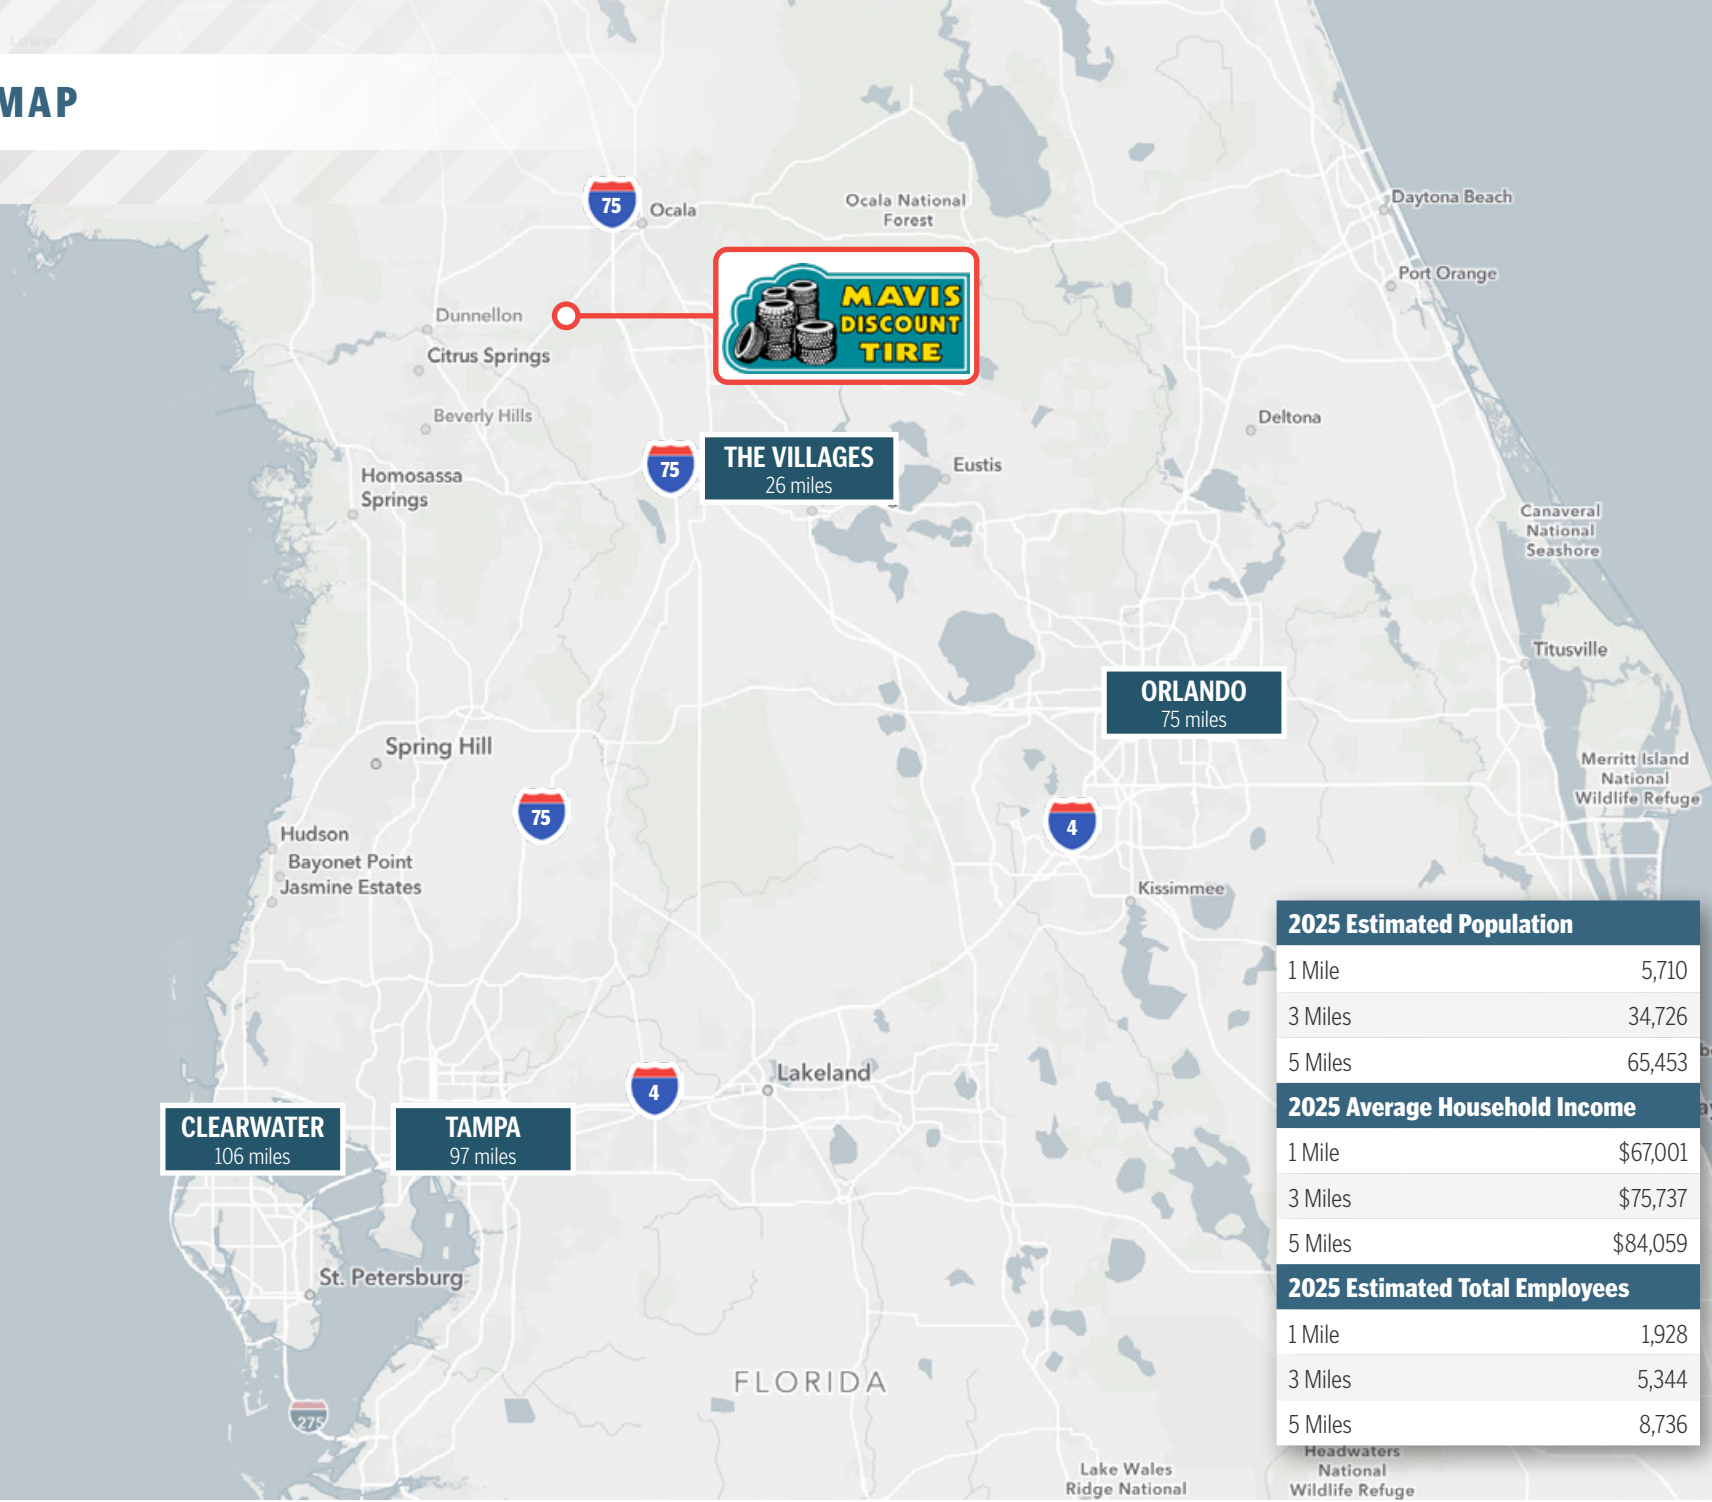 Lower
MAP
75
Ocala
Ocala National
Forest
Daytona Beach
Port Orange
MAVIS
DISCOUNT
TIRE
Dunnellon
Citrus Springs
Beverly Hills
Deltona
75
THE VILLAGES
26 miles
Eustis
Homosassa
Springs
Canaveral
National
Seashore
Titusville
ORLANDO
75 miles
Spring Hill
Merritt Island
National
Wildlife Refuge
75
4
Hudson
Bayonet Point
Jasmine Estates
Kissimmee
2025 Estimated Population
1 Mile 5,710
3 Miles 34,726
5 Miles 65,453
2025 Average Household Income
1 Mile $67,001
3 Miles $75,737
5 Miles $84,059
2025 Estimated Total Employees
1 Mile 1,928
3 Miles 5,344
5 Miles 8,736
Lakeland
4
CLEARWATER
106 miles
TAMPA
97 miles
St. Petersburg
FLORIDA
275
Headwaters
National
Wildlife Refuge
Lake Wales
Ridge National